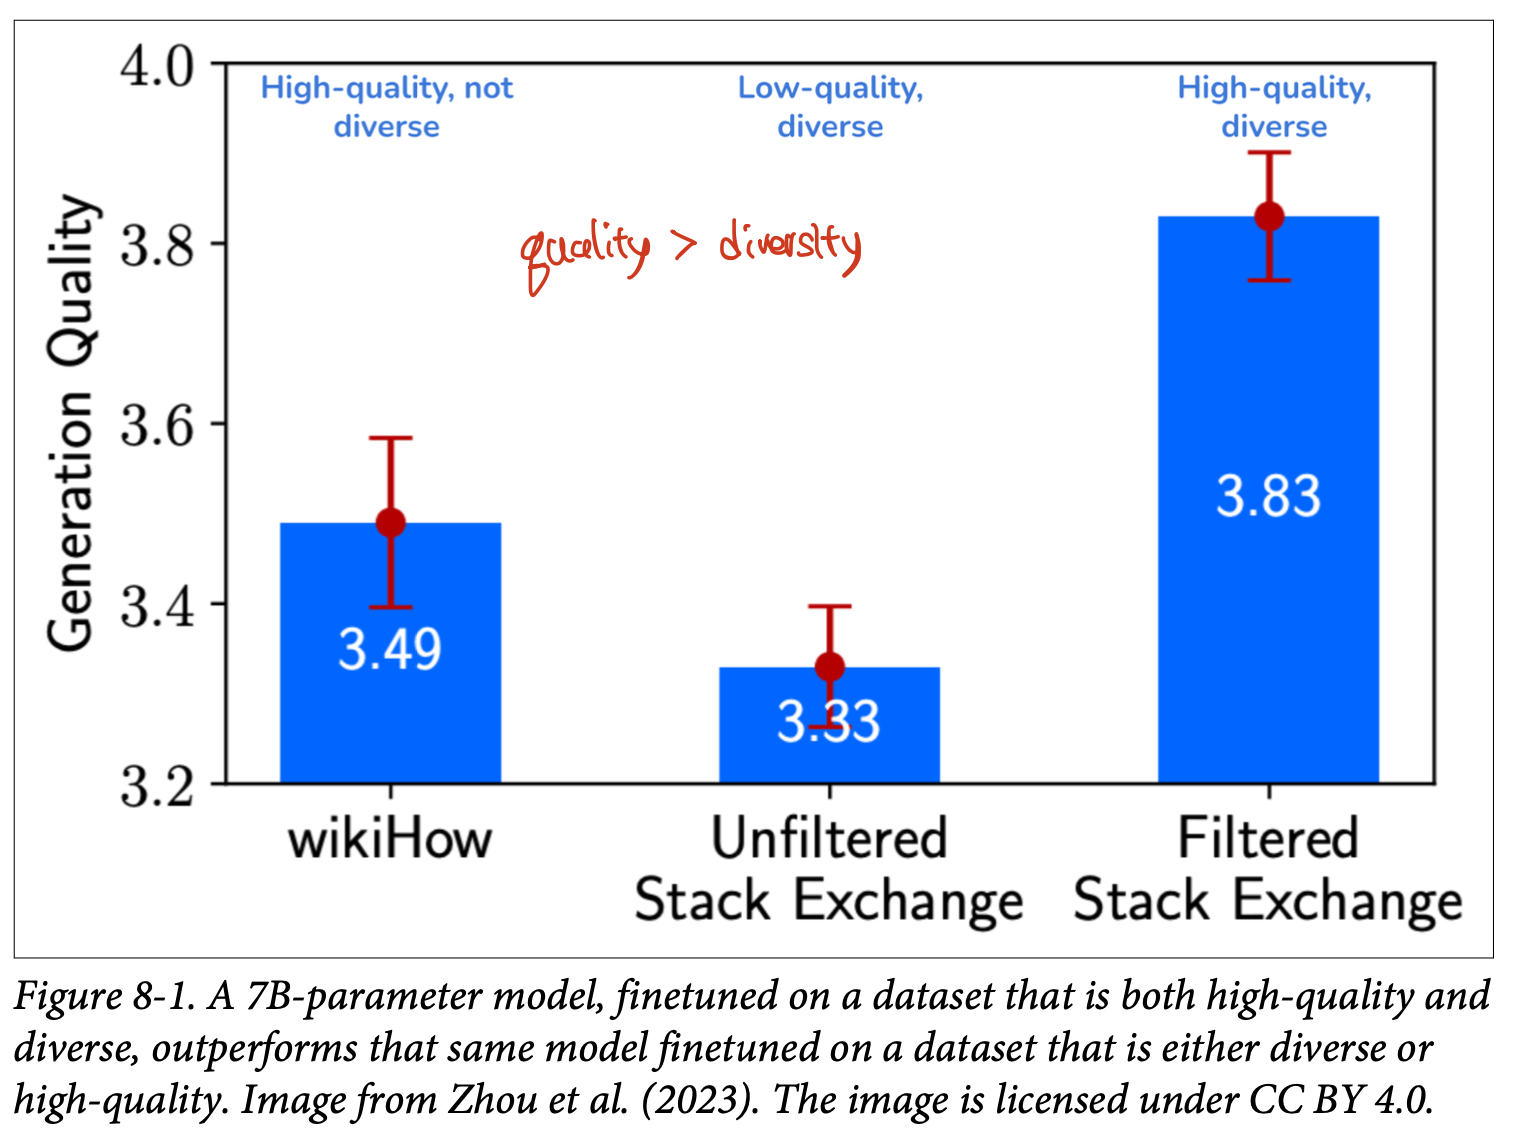 4.0
High-quality, not
diverse
Low-quality,
diverse
High-quality,
diverse
quality > diversity
3.8
3.6
3.4
3.2
Generation Quality
3.49
3.33
3.83
wikiHow
Unfiltered
Stack Exchange
Filtered
Stack Exchange
Figure 8-1. A 7B-parameter model, finetuned on a dataset that is both high-quality and
diverse, outperforms that same model finetuned on a dataset that is either diverse or
high-quality. Image from Zhou et al. (2023). The image is licensed under CC BY 4.0.